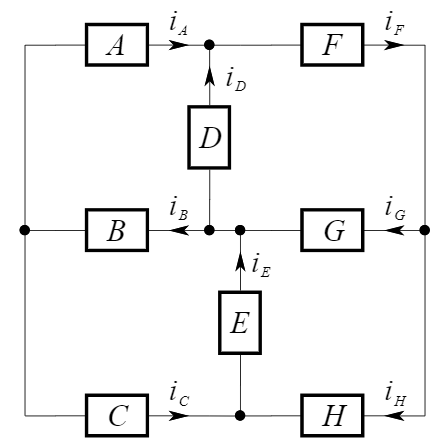 i_A i_F
A F
i_D
D
i_B i_G
B G
i_E
E
i_C i_H
C H